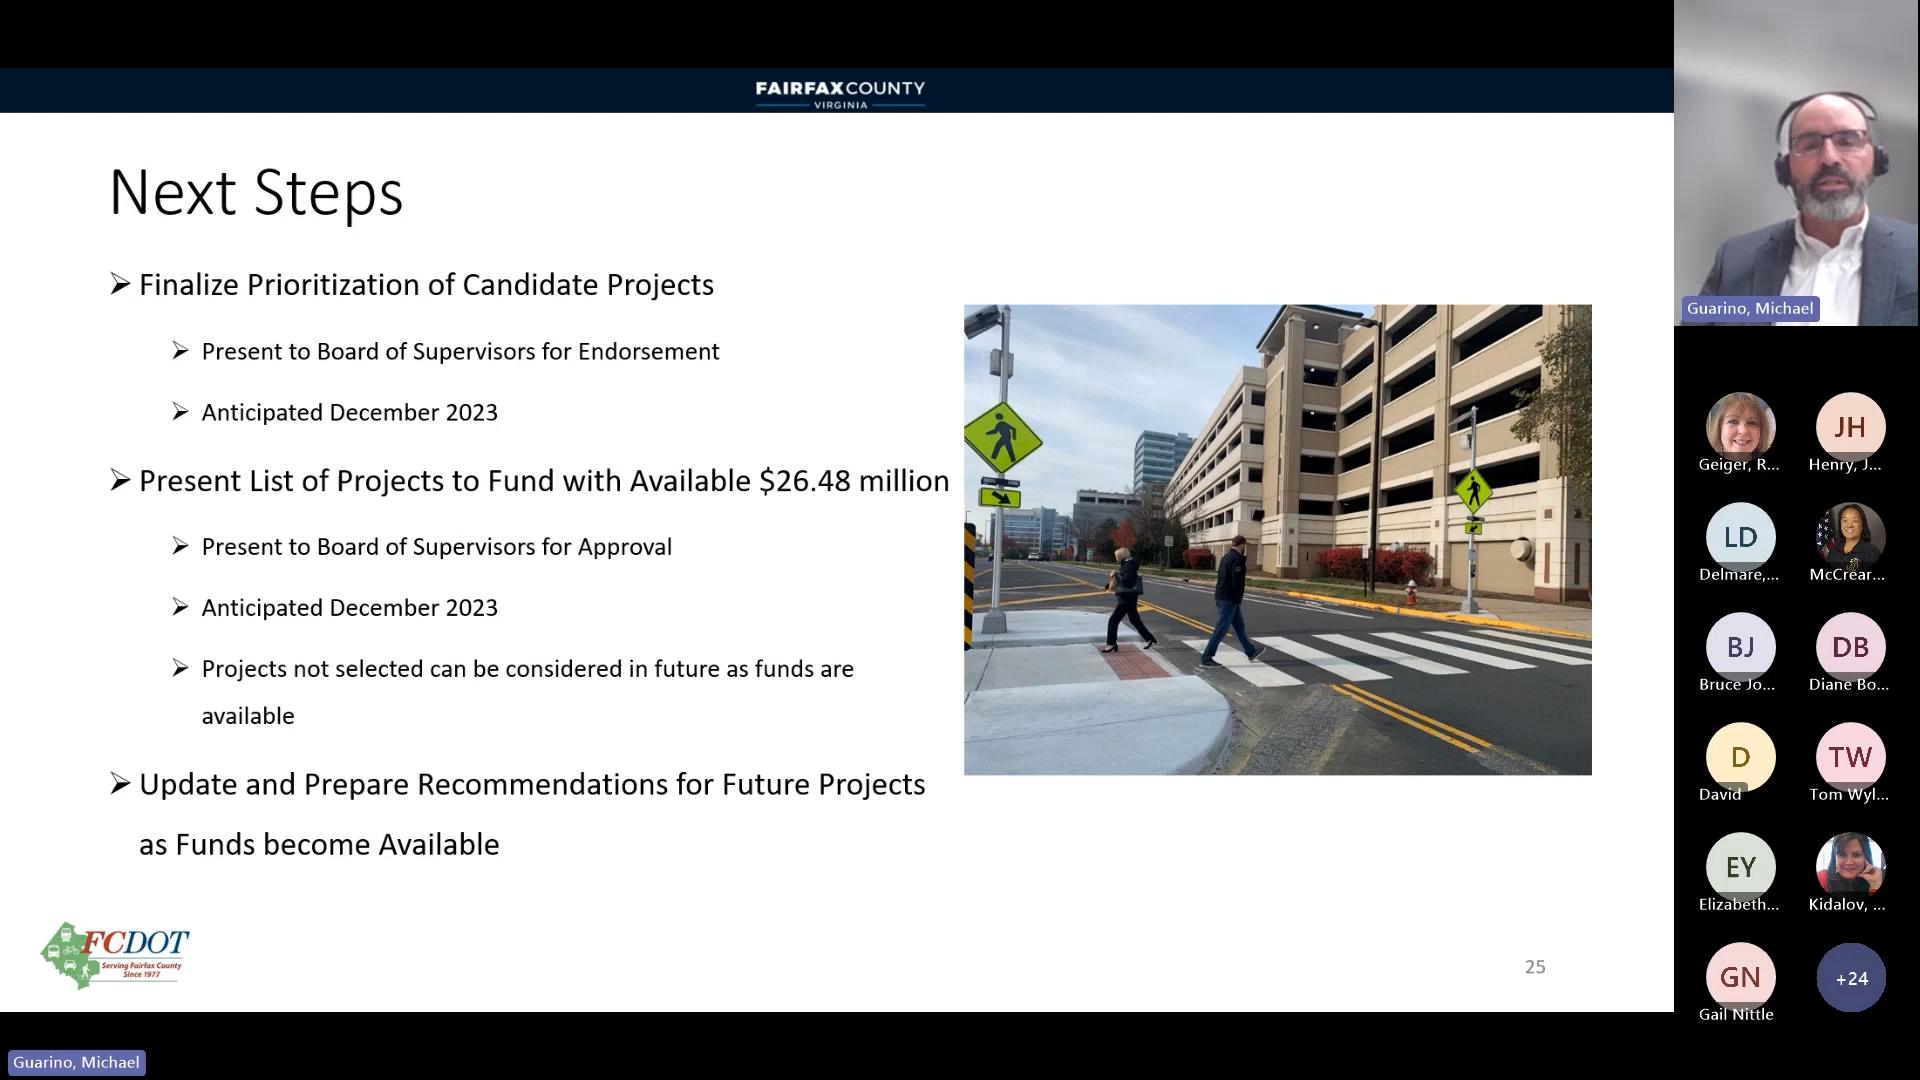 FAIRFAXCOUNTY
VIRGINIA
Next Steps
Finalize Prioritization of Candidate Projects
Present to Board of Supervisors for Endorsement
Anticipated December 2023
Present List of Projects to Fund with Available $26.48 million
Present to Board of Supervisors for Approval
Anticipated December 2023
Projects not selected can be considered in future as funds are
available
Update and Prepare Recommendations for Future Projects
as Funds become Available
FCDOT
Serving Fairfax County
Since 1977
25
Guarino, Michael
Guarino, Michael
Geiger, R...
JH
Henry, J...
LD
Delmare,...
McCrear...
BJ
Bruce Jo...
DB
Diane Bo...
D
David
TW
Tom Wyl...
EY
Elizabeth...
Kidalov, ...
GN
Gail Nittle
+24